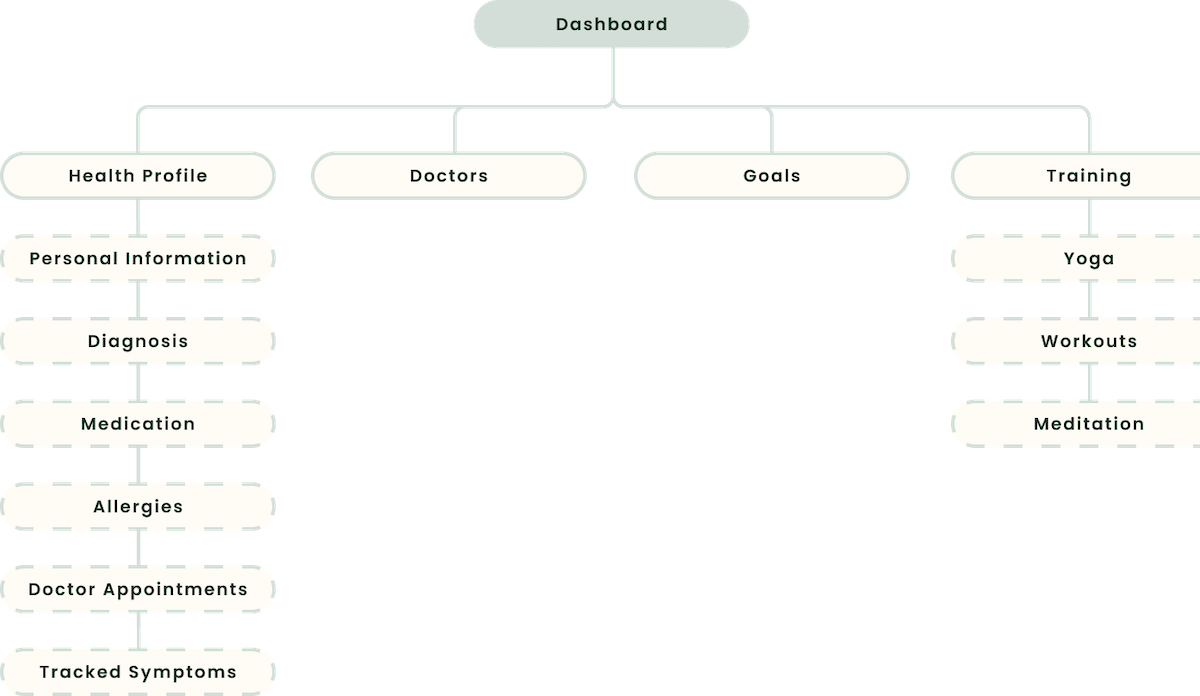 Dashboard
Health Profile
Doctors
Goals
Training
Personal Information
Yoga
Diagnosis
Workouts
Medication
Meditation
Allergies
Doctor Appointments
Tracked Symptoms